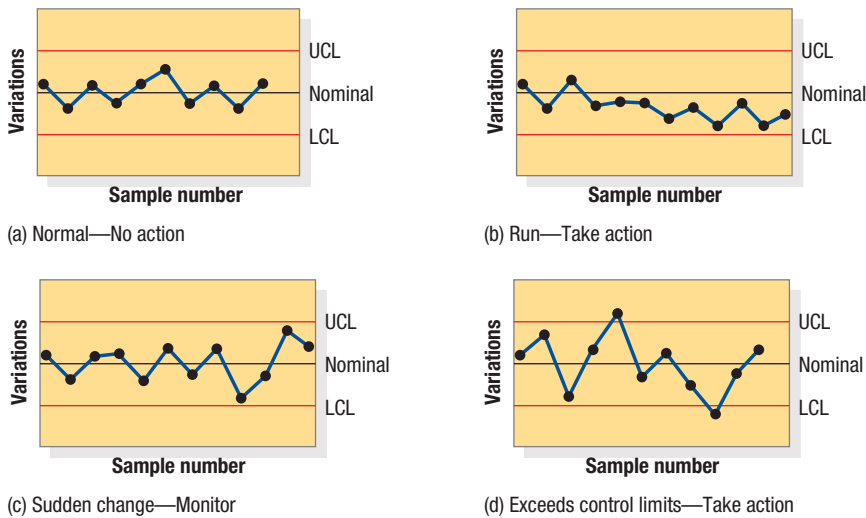 Variations
UCL
Nominal
LCL
Sample number
(a) Normal—No action
Variations
UCL
Nominal
LCL
Sample number
(b) Run—Take action
Variations
UCL
Nominal
LCL
Sample number
(c) Sudden change—Monitor
Variations
UCL
Nominal
LCL
Sample number
(d) Exceeds control limits—Take action